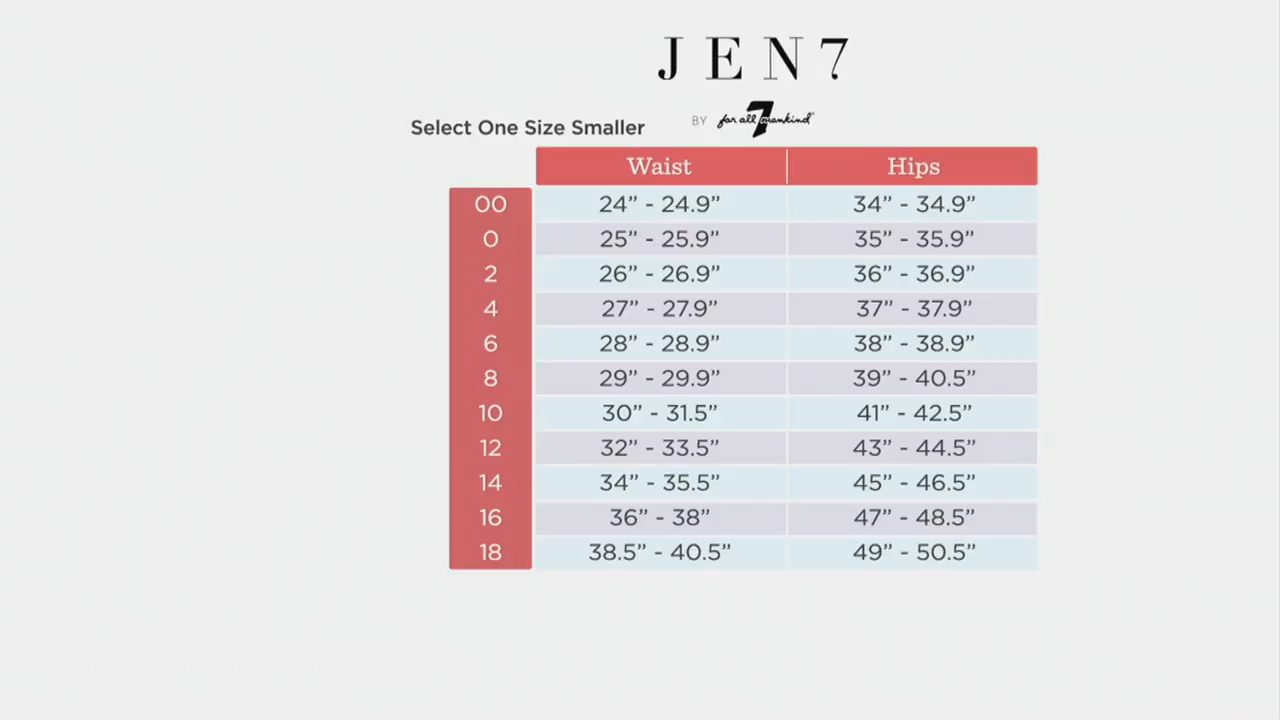 JEN7
BY for all 7 mankind®
Select One Size Smaller
Waist Hips
00 24” - 24.9” 34” - 34.9”
0 25” - 25.9” 35” - 35.9”
2 26” - 26.9” 36” - 36.9”
4 27” - 27.9” 37” - 37.9”
6 28” - 28.9” 38” - 38.9”
8 29” - 29.9” 39” - 40.5”
10 30” - 31.5” 41” - 42.5”
12 32” - 33.5” 43” - 44.5”
14 34” - 35.5” 45” - 46.5”
16 36” - 38” 47” - 48.5”
18 38.5” - 40.5” 49” - 50.5”